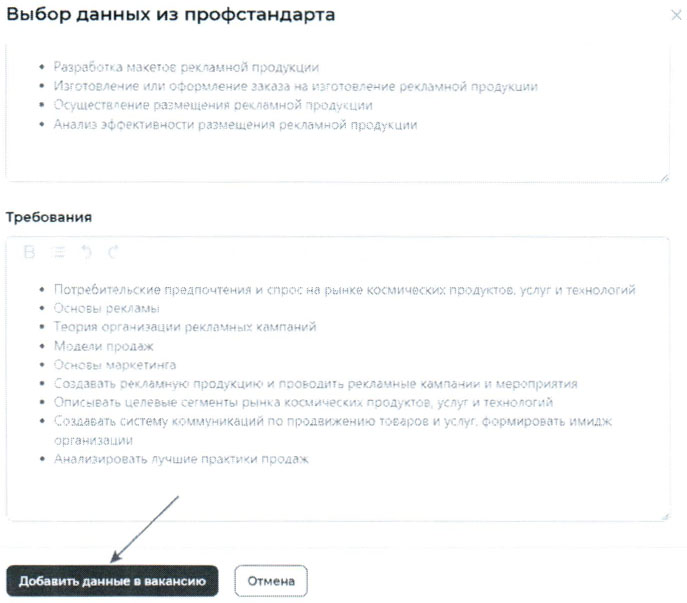 Выбор данных из профстандарта
Разработка макетов рекламной продукции
Изготовление или оформление заказа на изготовление рекламной продукции
Осуществление размещения рекламной продукции
Анализ эффективности размещения рекламной продукции
Требования
B
Потребительские предпочтения и спрос на рынке космических продуктов, услуг и технологий
Основы рекламы
Теория организации рекламных кампаний
Модели продаж
Основы маркетинга
Создавать рекламную продукцию и проводить рекламные кампании и мероприятия
Описывать целевые сегменты рынка космических продуктов, услуг и технологий
Создавать систему коммуникаций по продвижению товаров и услуг, формировать имидж
организации
Анализировать лучшие практики продаж
Добавить данные в вакансию
Отмена